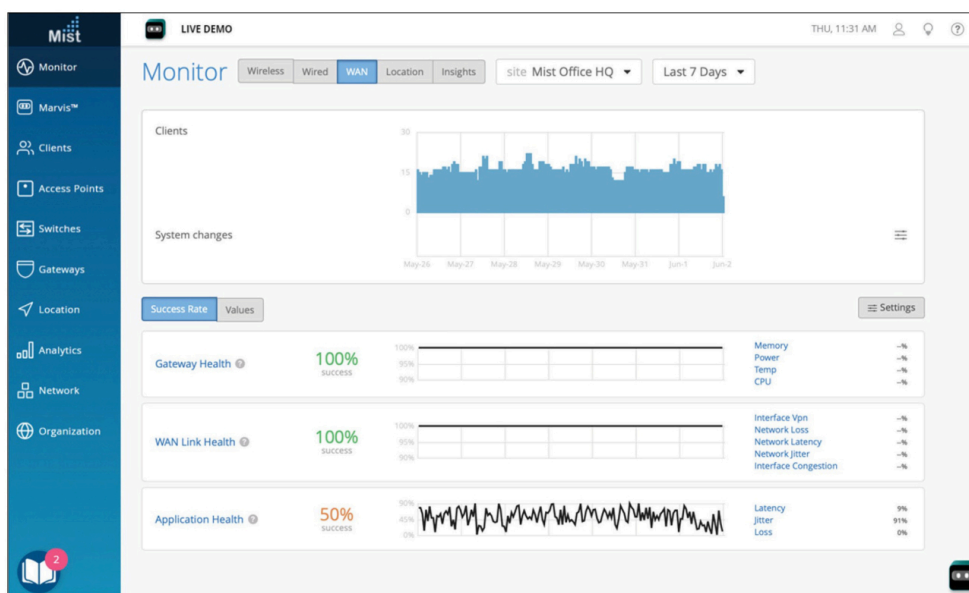 Mist
LIVE DEMO
THU, 11:31 AM
?
Monitor
Marvis™
Clients
Access Points
Switches
Gateways
Location
Analytics
Network
Organization
2
Monitor
Wireless
Wired
WAN
Location
Insights
site Mist Office HQ
Last 7 Days
Clients
30
15
0
System changes
May-26 May-27 May-28 May-29 May-30 May-31 Jun-1 Jun-2
Success Rate
Values
Settings
Gateway Health ?
100%
success
100%
95%
90%
Memory --%
Power --%
Temp --%
CPU --%
WAN Link Health ?
100%
success
100%
95%
90%
Interface Vpn --%
Network Loss --%
Network Latency --%
Network Jitter --%
Interface Congestion --%
Application Health ?
50%
success
90%
45%
0%
Latency 9%
Jitter 91%
Loss 0%